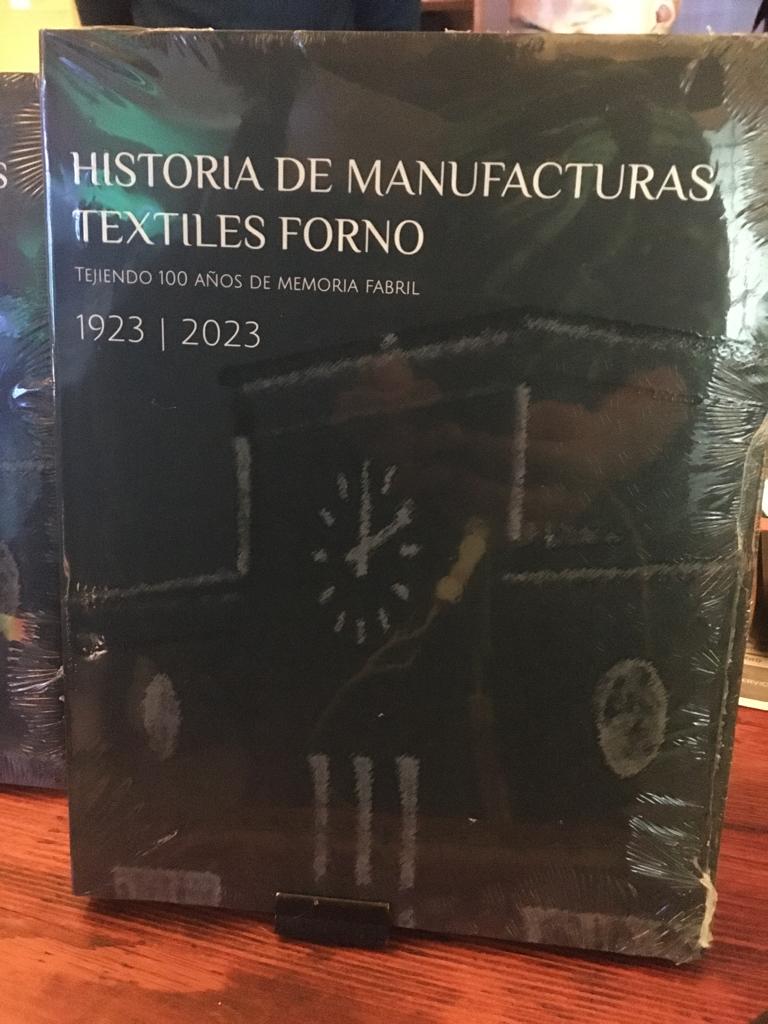 HISTORIA DE MANUFACTURAS
TEXTILES FORNO
TEJIENDO 100 AÑOS DE MEMORIA FABRIL
1923 | 2023
S